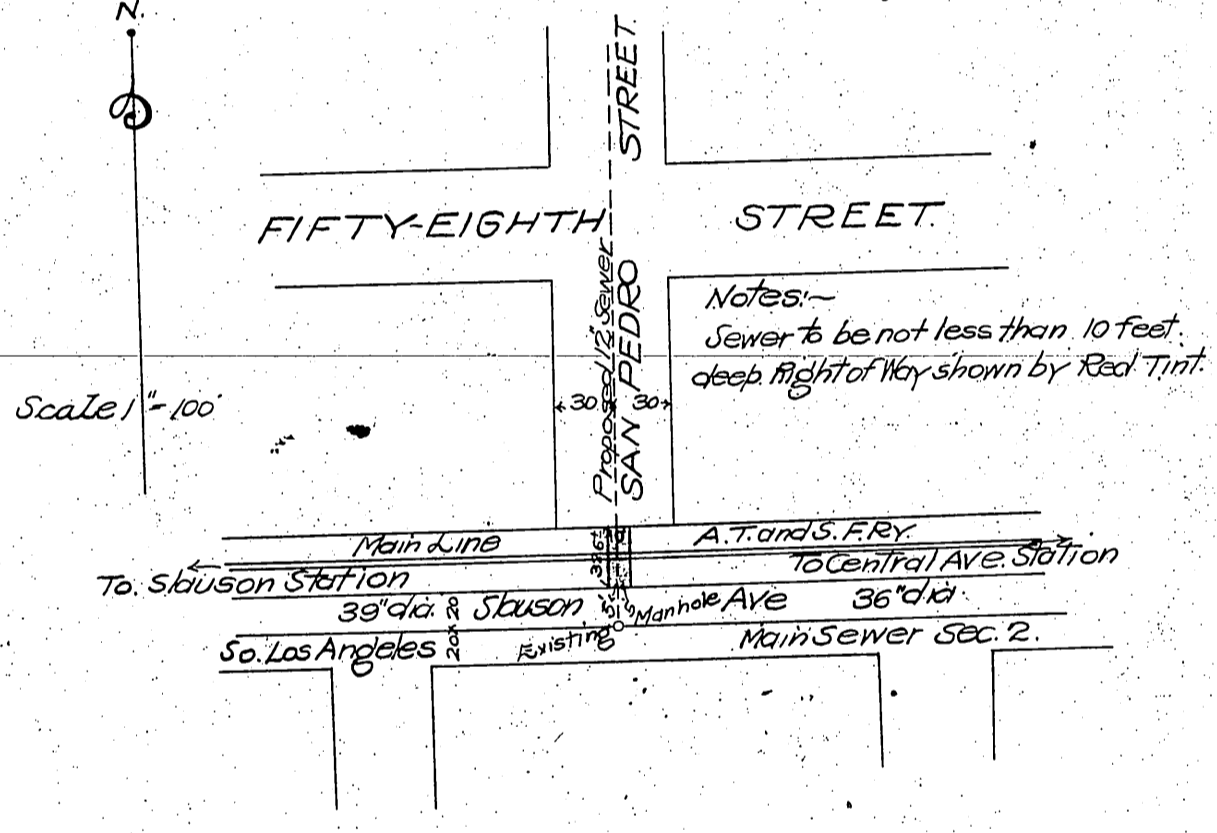 N.
STREET.
FIFTY-EIGHTH STREET.
Proposed 12" Sewer
SAN PEDRO
Notes:~
Sewer to be not less than 10 feet.
deep. Right of Way shown by Red Tint.
Scale 1"=100'
30 30
Main Line
A.T. and S.F. RY.
To. Slauson Station
To Central Ave. Station
39" dia. Slauson Ave 36" dia.
Manhole
20 20
Existing
So. Los Angeles Main Sewer Sec. 2.